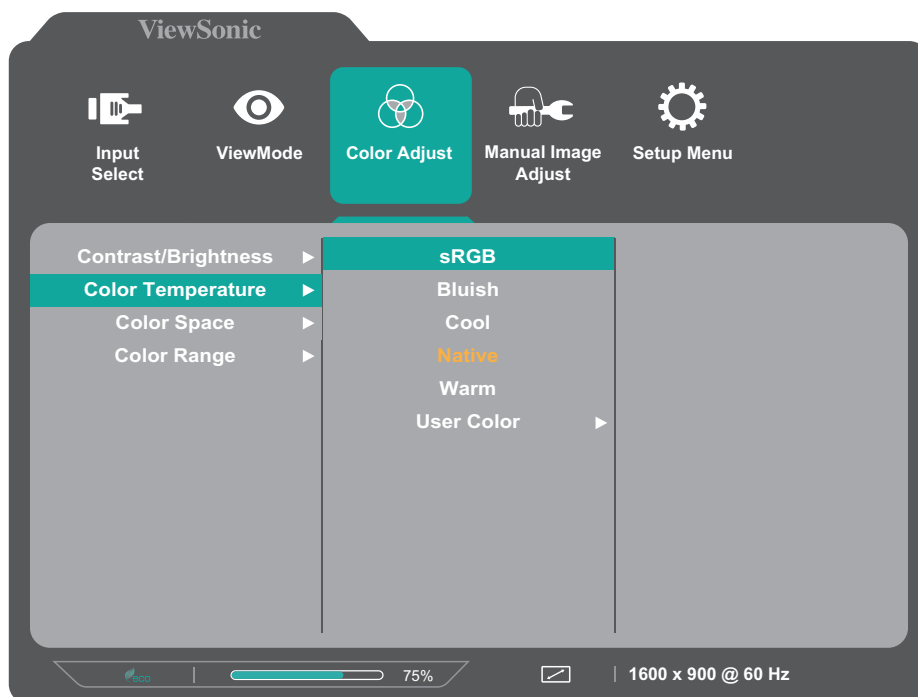 ViewSonic
Input
Select
ViewMode
Color Adjust
Manual Image
Adjust
Setup Menu
Contrast/Brightness
Color Temperature
Color Space
Color Range
sRGB
Bluish
Cool
Native
Warm
User Color
eco
75%
1600 x 900 @ 60 Hz